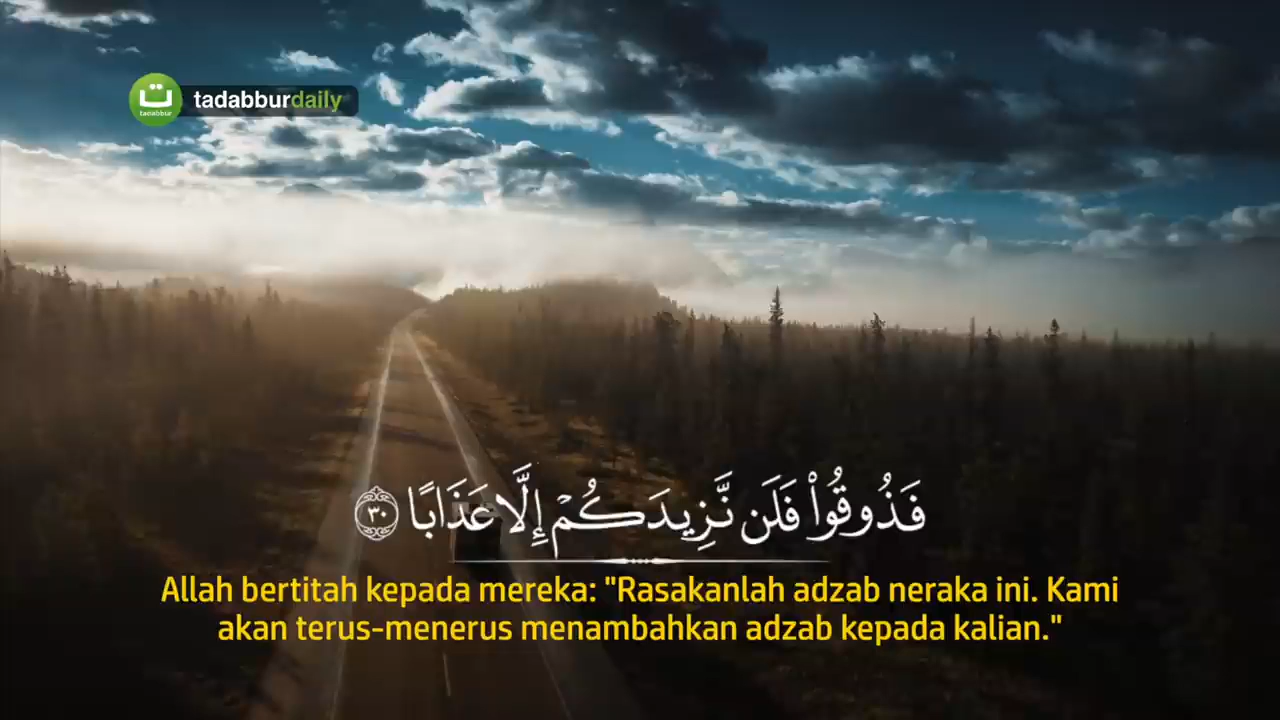 ت tadabburdaily
tadabbur
فَذُوقُوا۟ فَلَن نَّزِيدَكُمْ إِلَّا عَذَابًا ٣٠
Allah bertitah kepada mereka: "Rasakanlah adzab neraka ini. Kami
akan terus-menerus menambahkan adzab kepada kalian."